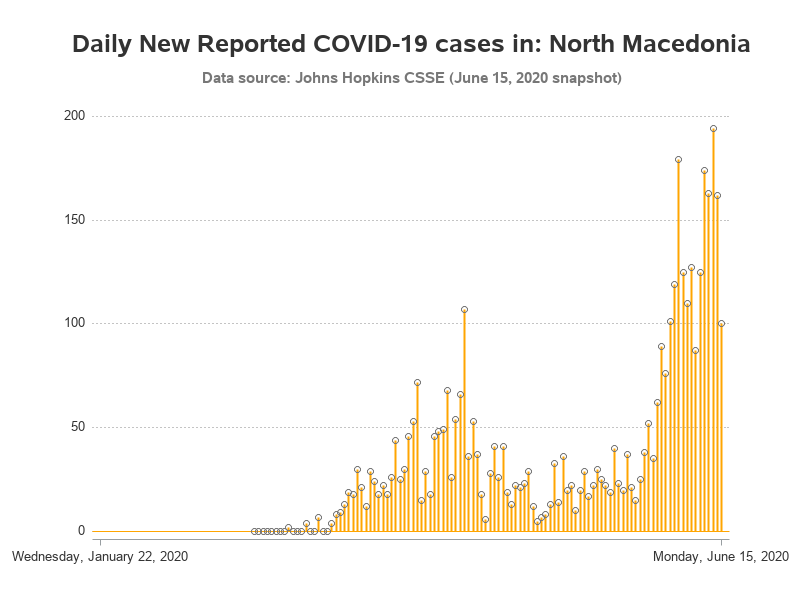 Daily New Reported COVID-19 cases in: North Macedonia
Data source: Johns Hopkins CSSE (June 15, 2020 snapshot)
200
150
100
50
0
Wednesday, January 22, 2020
Monday, June 15, 2020